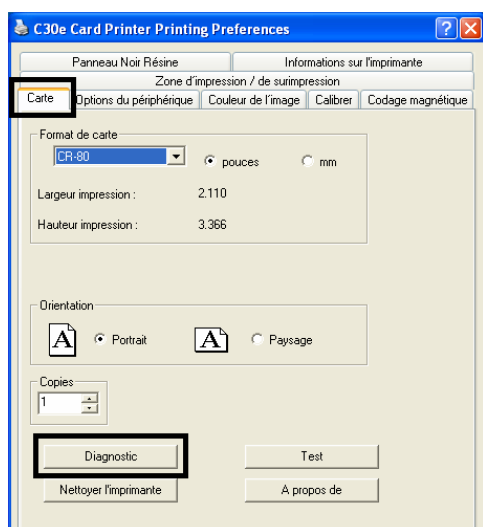 C30e Card Printer Printing Preferences
Panneau Noir Résine Informations sur l'imprimante
Zone d'impression / de surimpression
Carte Options du périphérique Couleur de l'image Calibrer Codage magnétique
Format de carte
CR-80 pouces mm
Largeur impression : 2.110
Hauteur impression : 3.366
Orientation
A Portrait A Paysage
Copies
1
Diagnostic Test
Nettoyer l'imprimante A propos de